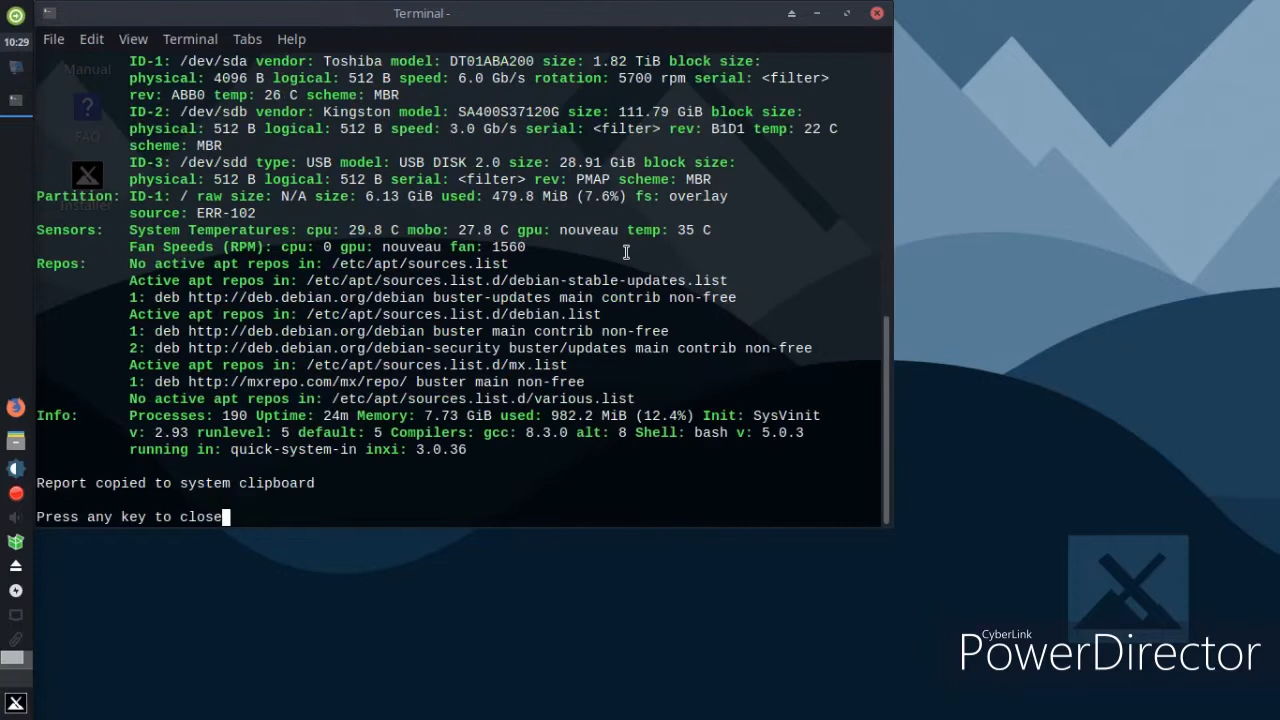 Terminal -
10:29
File Edit View Terminal Tabs Help
Manual
FAQ
Installer
ID-1: /dev/sda vendor: Toshiba model: DT01ABA200 size: 1.82 TiB block size:
physical: 4096 B logical: 512 B speed: 6.0 Gb/s rotation: 5700 rpm serial: <filter>
rev: ABB0 temp: 26 C scheme: MBR
ID-2: /dev/sdb vendor: Kingston model: SA400S37120G size: 111.79 GiB block size:
physical: 512 B logical: 512 B speed: 3.0 Gb/s serial: <filter> rev: B1D1 temp: 22 C
scheme: MBR
ID-3: /dev/sdd type: USB model: USB DISK 2.0 size: 28.91 GiB block size:
physical: 512 B logical: 512 B serial: <filter> rev: PMAP scheme: MBR
Partition: ID-1: / raw size: N/A size: 6.13 GiB used: 479.8 MiB (7.6%) fs: overlay
source: ERR-102
Sensors: System Temperatures: cpu: 29.8 C mobo: 27.8 C gpu: nouveau temp: 35 C
Fan Speeds (RPM): cpu: 0 gpu: nouveau fan: 1560
Repos: No active apt repos in: /etc/apt/sources.list
Active apt repos in: /etc/apt/sources.list.d/debian-stable-updates.list
1: deb http://deb.debian.org/debian buster-updates main contrib non-free
Active apt repos in: /etc/apt/sources.list.d/debian.list
1: deb http://deb.debian.org/debian buster main contrib non-free
2: deb http://deb.debian.org/debian-security buster/updates main contrib non-free
Active apt repos in: /etc/apt/sources.list.d/mx.list
1: deb http://mxrepo.com/mx/repo/ buster main non-free
No active apt repos in: /etc/apt/sources.list.d/various.list
Info: Processes: 190 Uptime: 24m Memory: 7.73 GiB used: 982.2 MiB (12.4%) Init: SysVinit
v: 2.93 runlevel: 5 default: 5 Compilers: gcc: 8.3.0 alt: 8 Shell: bash v: 5.0.3
running in: quick-system-in inxi: 3.0.36
Report copied to system clipboard
Press any key to close
CyberLink
PowerDirector